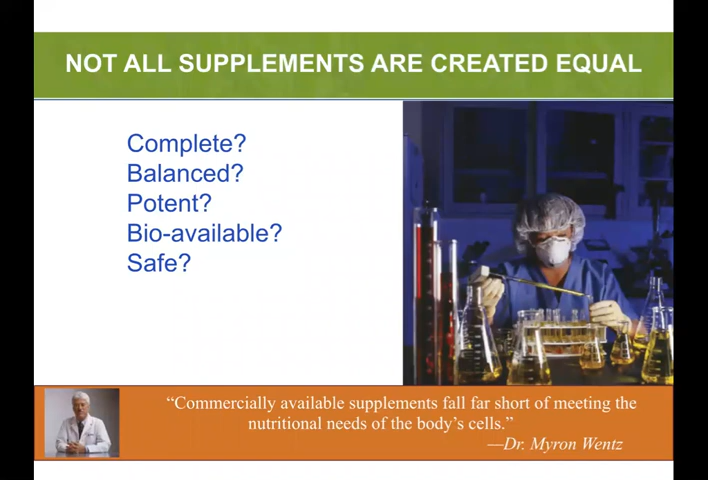 NOT ALL SUPPLEMENTS ARE CREATED EQUAL
Complete?
Balanced?
Potent?
Bio-available?
Safe?
“Commercially available supplements fall far short of meeting the
nutritional needs of the body’s cells.”
—Dr. Myron Wentz